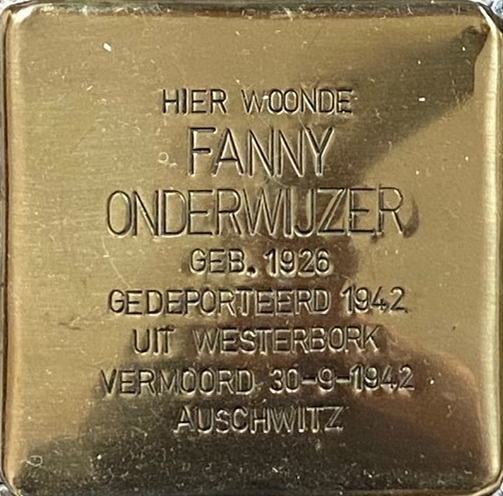 HIER WOONDE
FANNY
ONDERWIJZER
GEB. 1926
GEDEPORTEERD 1942
UIT WESTERBORK
VERMOORD 30-9-1942
AUSCHWITZ